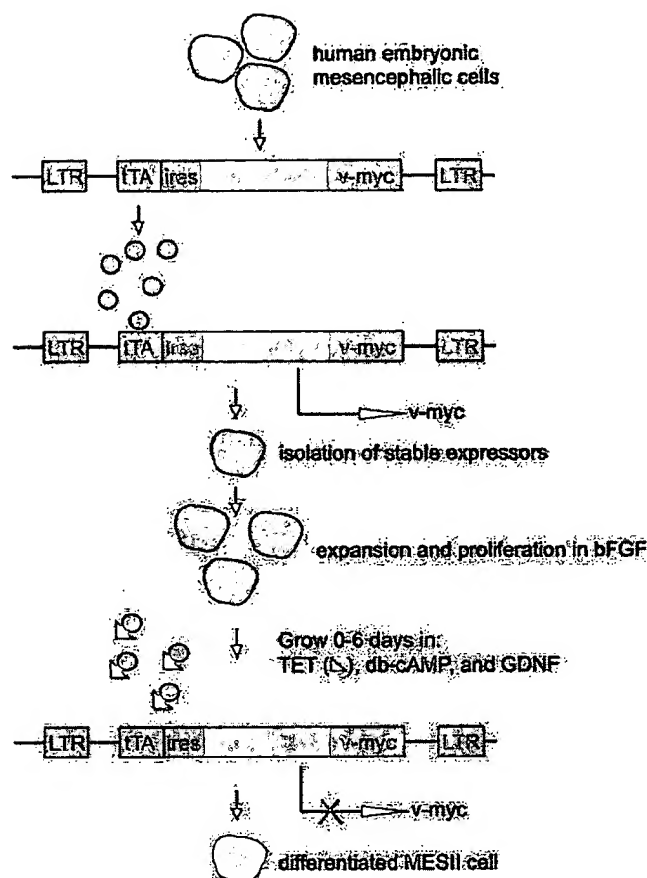 human embryonic
mesencephalic cells
LTR tTA ires v-myc LTR
LTR tTA ires v-myc LTR
v-myc
isolation of stable expressors
expansion and proliferation in bFGF
Grow 0-6 days in:
TET (), db-cAMP, and GDNF
LTR tTA ires v-myc LTR
v-myc
differentiated MESII cell